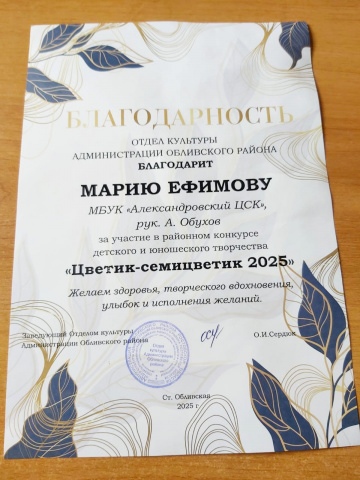 БЛАГОДАРНОСТЬ
ОТДЕЛ КУЛЬТУРЫ
АДМИНИСТРАЦИИ ОБЛИВСКОГО РАЙОНА
БЛАГОДАРИТ
МАРИЮ ЕФИМОВУ
МБУК «Александровский ЦСК»,
рук. А. Обухов
за участие в районном конкурсе
детского и юношеского творчества
«Цветик-семицветик 2025»
Желаем здоровья, творческого вдохновения,
улыбок и исполнения желаний.
Заведующий Отделом культуры
Администрации Обливского района
О.И.Сердюк
Ст. Обливская
2025 г